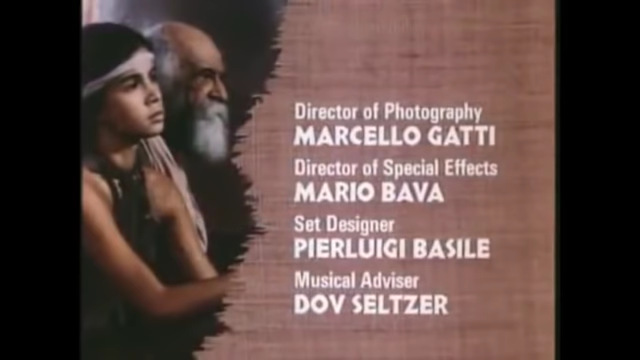 Director of Photography
MARCELLO GATTI
Director of Special Effects
MARIO BAVA
Set Designer
PIERLUIGI BASILE
Musical Adviser
DOV SELTZER